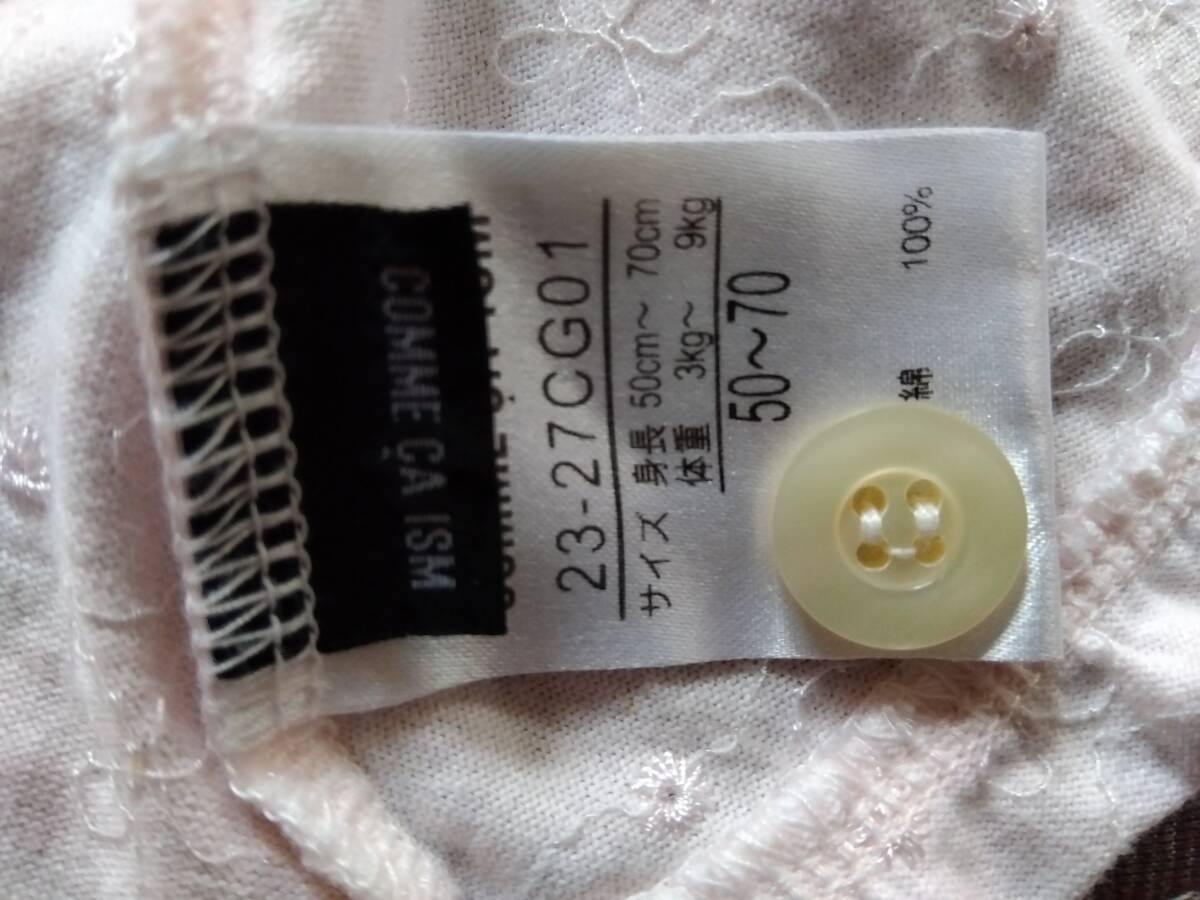 COMME CA ISM
23-27CG01
サイズ 身長 50cm～ 70cm
体重 3kg～ 9kg
50～70
綿 100%